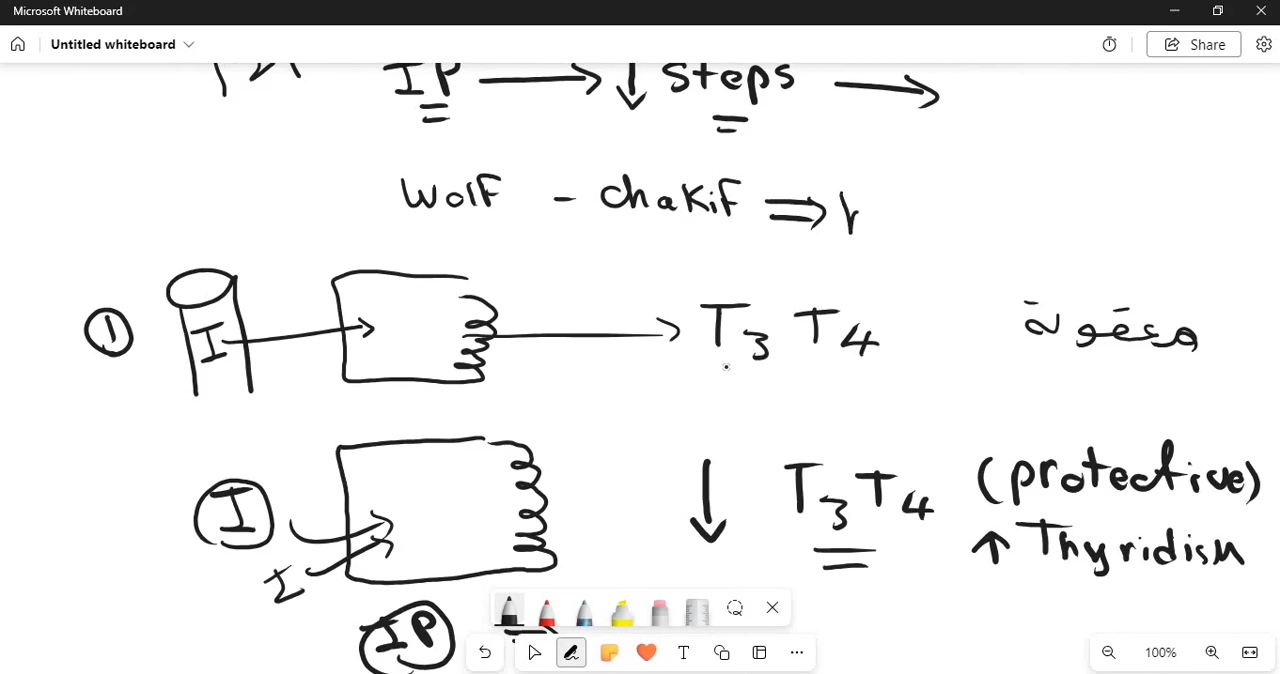 Microsoft Whiteboard
Untitled whiteboard
Share
IP → ↓ steps →
Wolf - chakif ⇒
① I → → T3 T4
I ↓ T3 T4 (protective)
I ↑ Thyridism
IP
100%